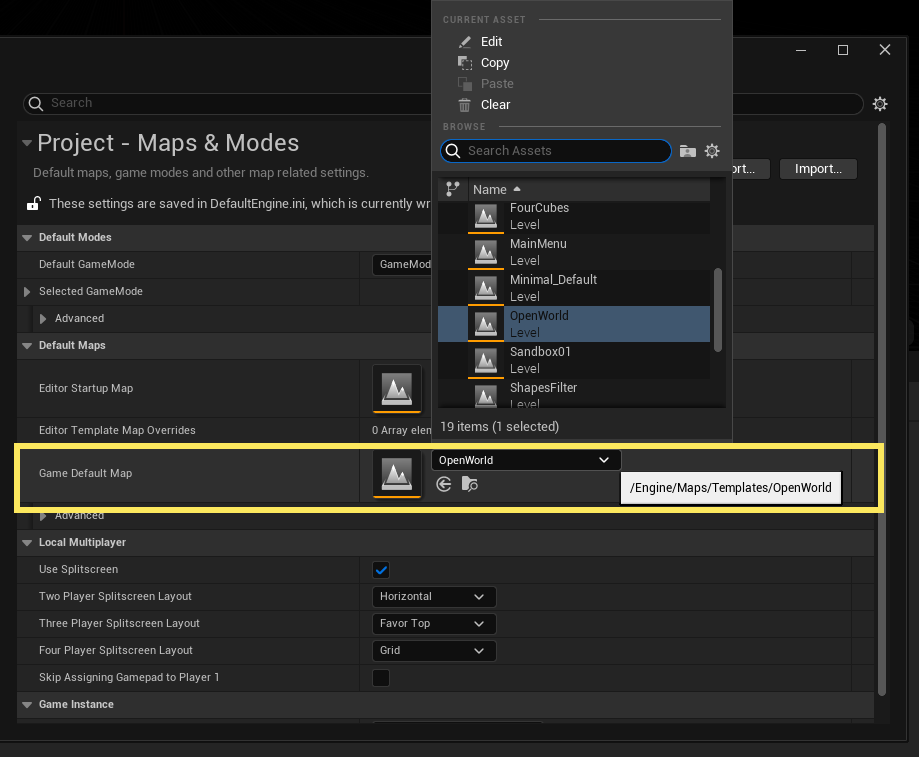 CURRENT ASSET
Edit
Copy
Paste
Clear
BROWSE
Search Assets
Name
FourCubes
Level
MainMenu
Level
Minimal_Default
Level
OpenWorld
Level
Sandbox01
Level
ShapesFilter
Level
19 items (1 selected)
Search
Project - Maps & Modes
Default maps, game modes and other map related settings.
ort... Import...
These settings are saved in DefaultEngine.ini, which is currently wr
Default Modes
Default GameMode GameMod
Selected GameMode
Advanced
Default Maps
Editor Startup Map
Editor Template Map Overrides 0 Array elem
Game Default Map OpenWorld
/Engine/Maps/Templates/OpenWorld
Advanced
Local Multiplayer
Use Splitscreen
Two Player Splitscreen Layout Horizontal
Three Player Splitscreen Layout Favor Top
Four Player Splitscreen Layout Grid
Skip Assigning Gamepad to Player 1
Game Instance